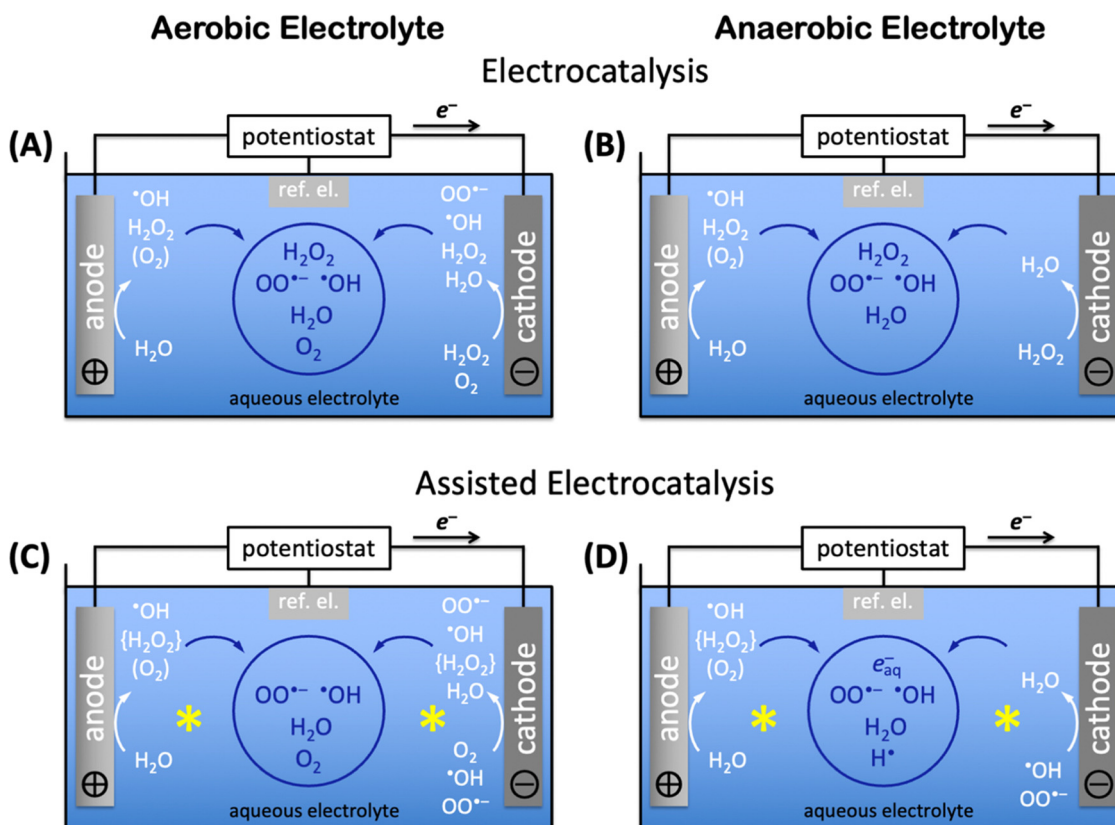 Aerobic Electrolyte
Anaerobic Electrolyte
Electrocatalysis
(A)
potentiostat
e⁻
ref. el.
anode
⊕
•OH
H₂O₂
(O₂)
H₂O
H₂O₂
OO•⁻ •OH
H₂O
O₂
aqueous electrolyte
OO•⁻
•OH
H₂O₂
H₂O
H₂O₂
O₂
cathode
⊖
(B)
potentiostat
e⁻
ref. el.
anode
⊕
•OH
H₂O₂
(O₂)
H₂O
H₂O₂
OO•⁻ •OH
H₂O
aqueous electrolyte
H₂O
H₂O₂
cathode
⊖
Assisted Electrocatalysis
(C)
potentiostat
e⁻
ref. el.
anode
⊕
•OH
{H₂O₂}
(O₂)
*
H₂O
OO•⁻ •OH
H₂O
O₂
aqueous electrolyte
OO•⁻
•OH
{H₂O₂}
H₂O
*
O₂
•OH
OO•⁻
cathode
⊖
(D)
potentiostat
e⁻
ref. el.
anode
⊕
•OH
{H₂O₂}
(O₂)
*
H₂O
e⁻aq
OO•⁻ •OH
H₂O
H•
aqueous electrolyte
H₂O
*
•OH
OO•⁻
cathode
⊖